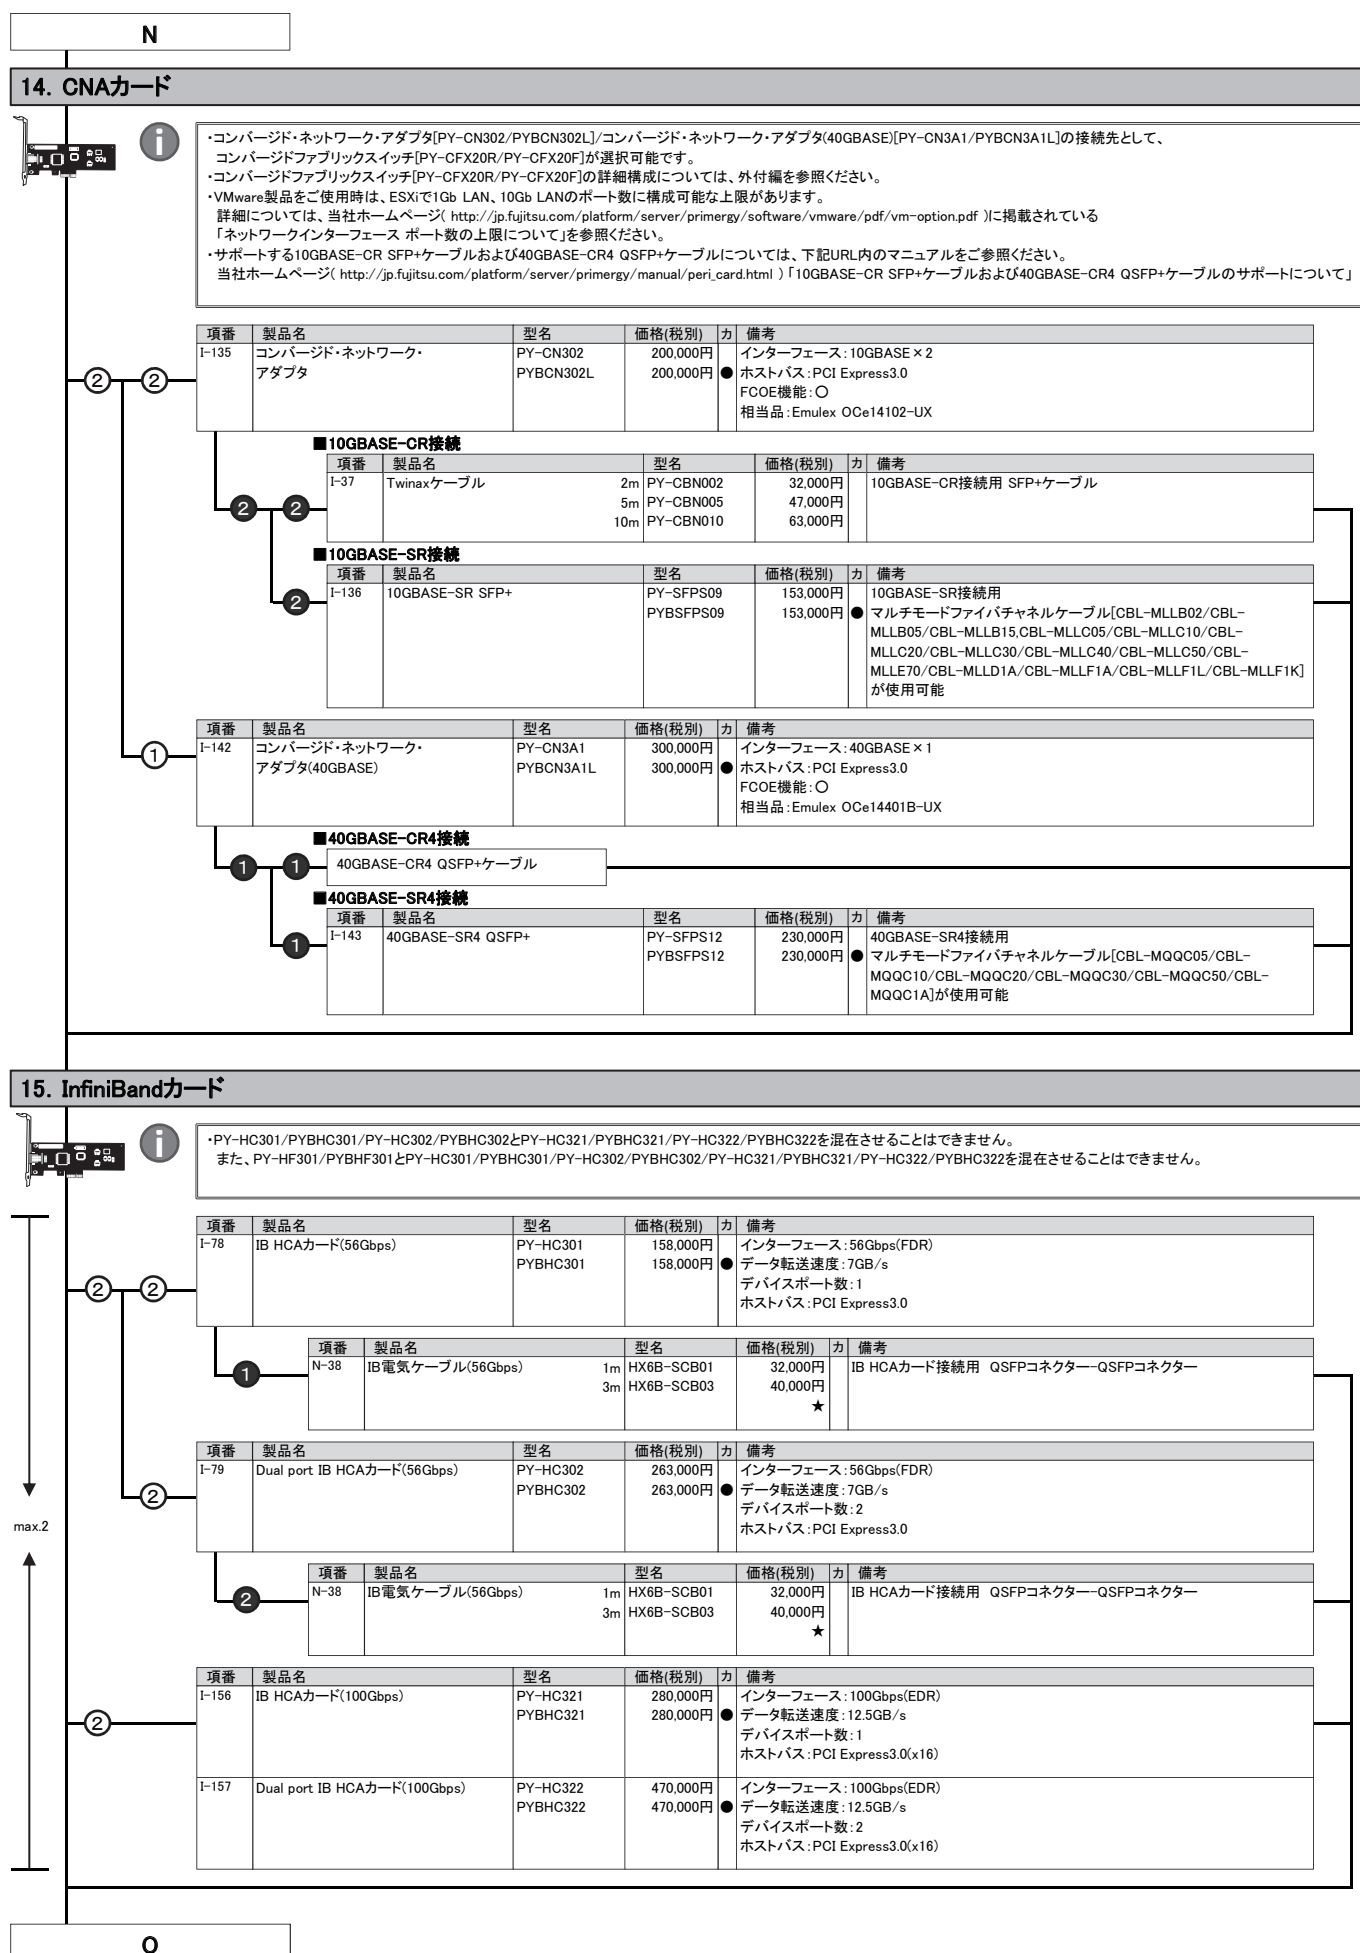 N
14. CNAカード
・コンバージド・ネットワーク・アダプタ[PY-CN302/PYBCN302L]/コンバージド・ネットワーク・アダプタ(40GBASE)[PY-CN3A1/PYBCN3A1L]の接続先として、
コンバージドファブリックスイッチ[PY-CFX20R/PY-CFX20F]が選択可能です。
・コンバージドファブリックスイッチ[PY-CFX20R/PY-CFX20F]の詳細構成については、外付編を参照ください。
・VMware製品をご使用時は、ESXiで1Gb LAN、10Gb LANのポート数に構成可能な上限があります。
詳細については、当社ホームページ( http://jp.fujitsu.com/platform/server/primergy/software/vmware/pdf/vm-option.pdf )に掲載されている
「ネットワークインターフェース ポート数の上限について」を参照ください。
・サポートする10GBASE-CR SFP+ケーブルおよび40GBASE-CR4 QSFP+ケーブルについては、下記URL内のマニュアルをご参照ください。
当社ホームページ( http://jp.fujitsu.com/platform/server/primergy/manual/peri_card.html ) 「10GBASE-CR SFP+ケーブルおよび40GBASE-CR4 QSFP+ケーブルのサポートについて」
項番 製品名 型名 価格(税別) カ 備考
I-135 コンバージド・ネットワーク・ PY-CN302 200,000円 インターフェース:10GBASE×2
② ② アダプタ PYBCN302L 200,000円 ● ホストバス:PCI Express3.0
FCOE機能:〇
相当品:Emulex OCe14102-UX
■10GBASE-CR接続
項番 製品名 型名 価格(税別) カ 備考
I-37 Twinaxケーブル 2m PY-CBN002 32,000円 10GBASE-CR接続用 SFP+ケーブル
❷ ❷ 5m PY-CBN005 47,000円
10m PY-CBN010 63,000円
■10GBASE-SR接続
項番 製品名 型名 価格(税別) カ 備考
❷ I-136 10GBASE-SR SFP+ PY-SFPS09 153,000円 10GBASE-SR接続用
PYBSFPS09 153,000円 ● マルチモードファイバチャネルケーブル[CBL-MLLB02/CBL-
MLLB05/CBL-MLLB15,CBL-MLLC05/CBL-MLLC10/CBL-
MLLC20/CBL-MLLC30/CBL-MLLC40/CBL-MLLC50/CBL-
MLLE70/CBL-MLLD1A/CBL-MLLF1A/CBL-MLLF1L/CBL-MLLF1K]
が使用可能
項番 製品名 型名 価格(税別) カ 備考
I-142 コンバージド・ネットワーク・ PY-CN3A1 300,000円 インターフェース:40GBASE×1
① アダプタ(40GBASE) PYBCN3A1L 300,000円 ● ホストバス:PCI Express3.0
FCOE機能:〇
相当品:Emulex OCe14401B-UX
■40GBASE-CR4接続
❶ ❶ 40GBASE-CR4 QSFP+ケーブル
■40GBASE-SR4接続
項番 製品名 型名 価格(税別) カ 備考
❶ I-143 40GBASE-SR4 QSFP+ PY-SFPS12 230,000円 40GBASE-SR4接続用
PYBSFPS12 230,000円 ● マルチモードファイバチャネルケーブル[CBL-MQQC05/CBL-
MQQC10/CBL-MQQC20/CBL-MQQC30/CBL-MQQC50/CBL-
MQQC1A]が使用可能
15. InfiniBandカード
・PY-HC301/PYBHC301/PY-HC302/PYBHC302とPY-HC321/PYBHC321/PY-HC322/PYBHC322を混在させることはできません。
また、PY-HF301/PYBHF301とPY-HC301/PYBHC301/PY-HC302/PYBHC302/PY-HC321/PYBHC321/PY-HC322/PYBHC322を混在させることはできません。
項番 製品名 型名 価格(税別) カ 備考
I-78 IB HCAカード(56Gbps) PY-HC301 158,000円 インターフェース:56Gbps(FDR)
PYBHC301 158,000円 ● データ転送速度:7GB/s
② ② デバイスポート数:1
ホストバス:PCI Express3.0
項番 製品名 型名 価格(税別) カ 備考
❶ N-38 IB電気ケーブル(56Gbps) 1m HX6B-SCB01 32,000円 IB HCAカード接続用 QSFPコネクター-QSFPコネクター
3m HX6B-SCB03 40,000円
★
項番 製品名 型名 価格(税別) カ 備考
I-79 Dual port IB HCAカード(56Gbps) PY-HC302 263,000円 インターフェース:56Gbps(FDR)
② PYBHC302 263,000円 ● データ転送速度:7GB/s
デバイスポート数:2
max.2 ホストバス:PCI Express3.0
項番 製品名 型名 価格(税別) カ 備考
❷ N-38 IB電気ケーブル(56Gbps) 1m HX6B-SCB01 32,000円 IB HCAカード接続用 QSFPコネクター-QSFPコネクター
3m HX6B-SCB03 40,000円
★
項番 製品名 型名 価格(税別) カ 備考
I-156 IB HCAカード(100Gbps) PY-HC321 280,000円 インターフェース:100Gbps(EDR)
② PYBHC321 280,000円 ● データ転送速度:12.5GB/s
デバイスポート数:1
ホストバス:PCI Express3.0(x16)
I-157 Dual port IB HCAカード(100Gbps) PY-HC322 470,000円 インターフェース:100Gbps(EDR)
PYBHC322 470,000円 ● データ転送速度:12.5GB/s
デバイスポート数:2
ホストバス:PCI Express3.0(x16)
O